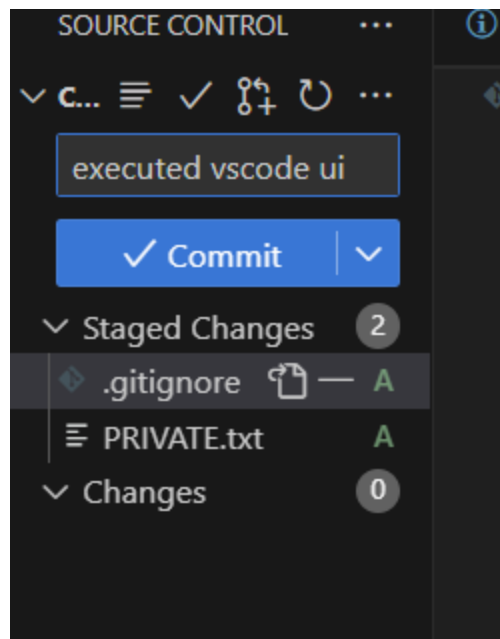 SOURCE CONTROL
C...
executed vscode ui
Commit
Staged Changes 2
.gitignore A
PRIVATE.txt A
Changes 0